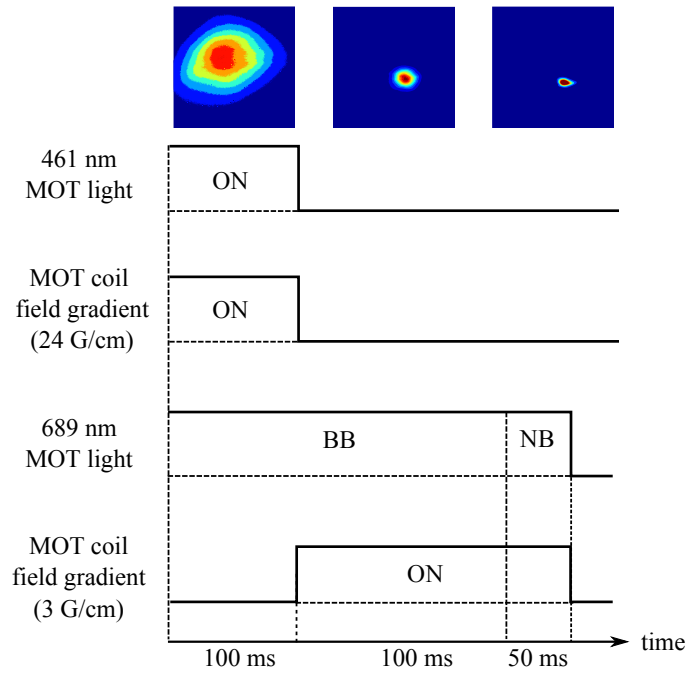 461 nm
MOT light
ON
MOT coil
field gradient
(24 G/cm)
ON
689 nm
MOT light
BB
NB
MOT coil
field gradient
(3 G/cm)
ON
time
100 ms
100 ms
50 ms